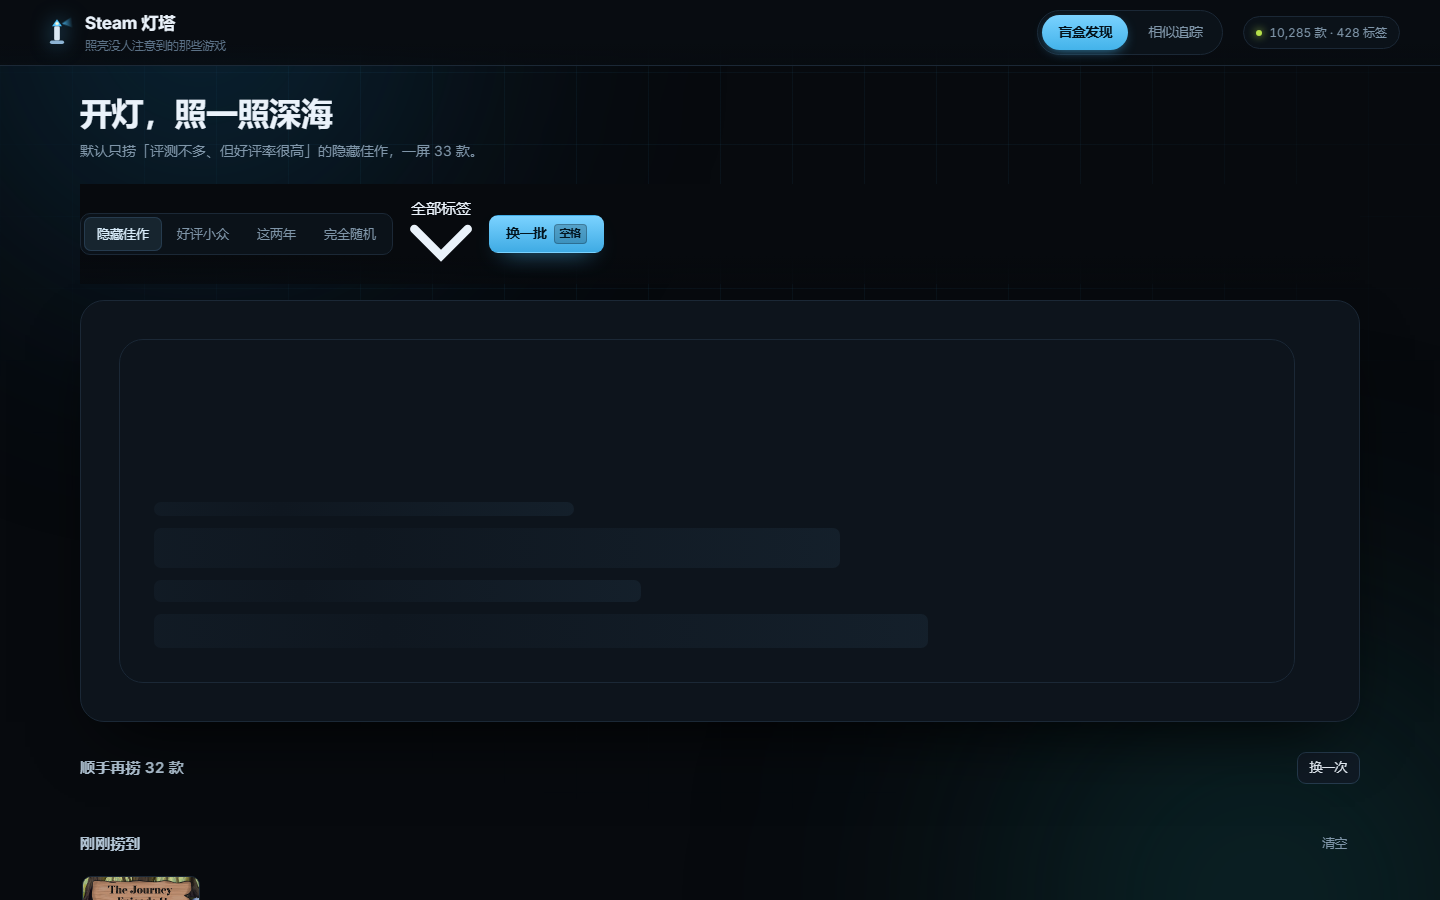 Steam 灯塔
照亮没人注意到的那些游戏
盲盒发现
相似追踪
10,285 款 · 428 标签
开灯，照一照深海
默认只捞「评测不多、但好评率很高」的隐藏佳作，一屏 33 款。
隐藏佳作
好评小众
这两年
完全随机
全部标签
换一批 空格
顺手再捞 32 款
换一次
刚刚捞到
清空
The Journey